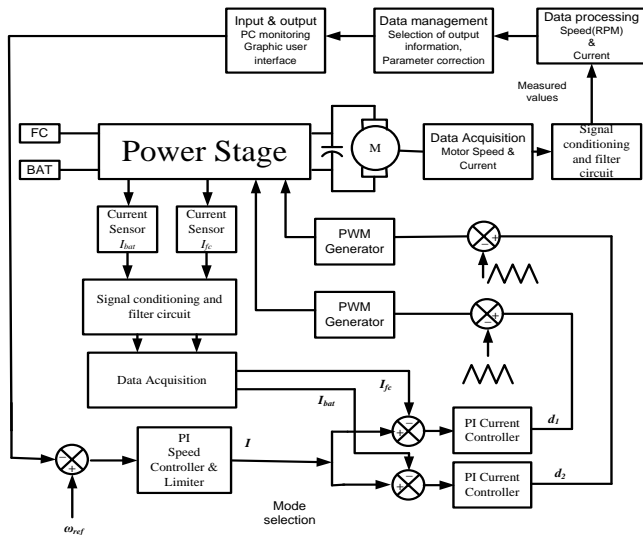 Input & output
PC monitoring
Graphic user
interface
Data management
Selection of output
information,
Parameter correction
Data processing
Speed(RPM)
&
Current
Measured
values
FC
BAT
Power Stage
M
Data Acquisition
Motor Speed &
Current
Signal
conditioning
and filter
circuit
Current
Sensor
Ibat
Current
Sensor
Ifc
PWM
Generator
−
+
Signal conditioning and
filter circuit
PWM
Generator
−
+
Data Acquisition
Ifc
Ibat
−
+
PI Current
Controller
d1
−
+
PI Current
Controller
d2
−
+
PI
Speed
Controller &
Limiter
I
Mode
selection
ωref